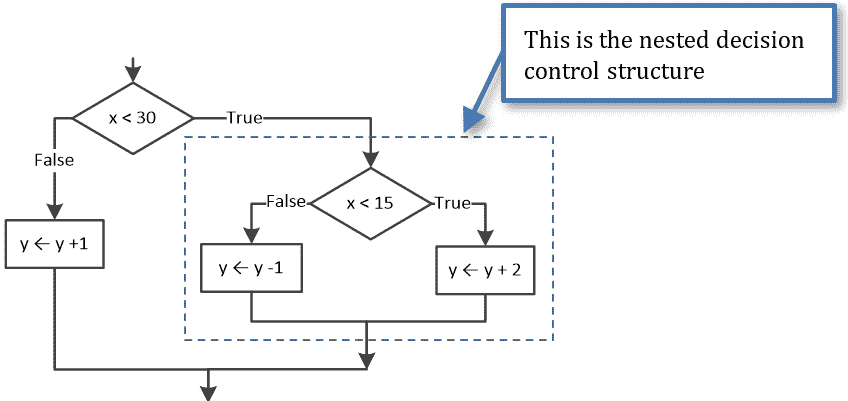 This is the nested decision
control structure
x < 30
True
False
x < 15
False
True
y ← y +1
y ← y -1
y ← y + 2